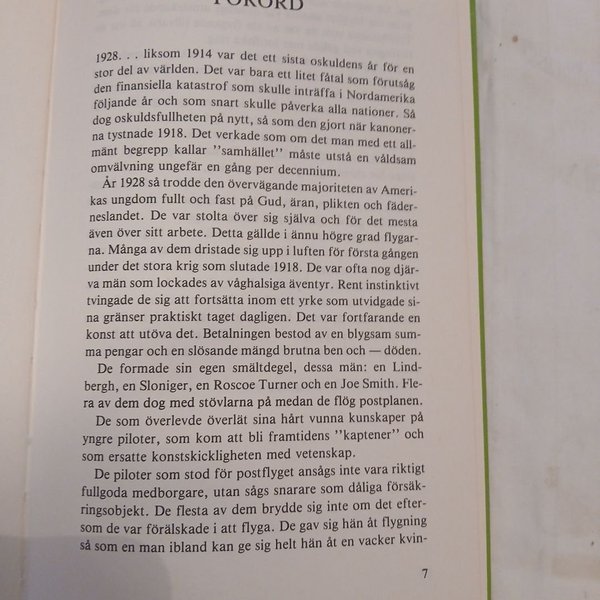 FÖRORD
1928. . . liksom 1914 var det ett sista oskuldens år för en
stor del av världen. Det var bara ett litet fåtal som förutsåg
den finansiella katastrof som skulle inträffa i Nordamerika
följande år och som snart skulle påverka alla nationer. Så
dog oskuldsfullheten på nytt, så som den gjort när kanoner-
na tystnade 1918. Det verkade som om det man med ett all-
mänt begrepp kallar ”samhället” måste utstå en våldsam
omvälvning ungefär en gång per decennium.
År 1928 så trodde den övervägande majoriteten av Ameri-
kas ungdom fullt och fast på Gud, äran, plikten och fäder-
neslandet. De var stolta över sig själva och för det mesta
även över sitt arbete. Detta gällde i ännu högre grad flygar-
na. Många av dem dristade sig upp i luften för första gången
under det stora krig som slutade 1918. De var ofta nog djär-
va män som lockades av våghalsiga äventyr. Rent instinktivt
tvingade de sig att fortsätta inom ett yrke som utvidgade si-
na gränser praktiskt taget dagligen. Det var fortfarande en
konst att utöva det. Betalningen bestod av en blygsam sum-
ma pengar och en slösande mängd brutna ben och — döden.
De formade sin egen smältdegel, dessa män: en Lind-
bergh, en Sloniger, en Roscoe Turner och en Joe Smith. Fle-
ra av dem dog med stövlarna på medan de flög postplanen.
De som överlevde överlät sina hårt vunna kunskaper på
yngre piloter, som kom att bli framtidens ”kaptener” och
som ersatte konstskickligheten med vetenskap.
De piloter som stod för postflyget ansågs inte vara riktigt
fullgoda medborgare, utan sågs snarare som dåliga försäk-
ringsobjekt. De flesta av dem brydde sig inte om det efter-
som de var förälskade i att flyga. De gav sig hän åt flygning
så som en man ibland kan ge sig helt hän åt en vacker kvin-
7